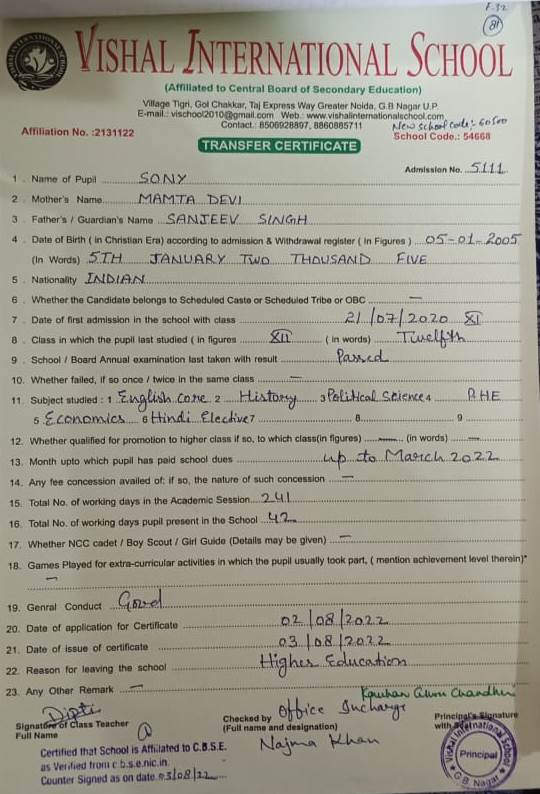 F-32
81
VISHAL INTERNATIONAL SCHOOL
(Affiliated to Central Board of Secondary Education)
Village Tigri, Gol Chakkar, Taj Express Way Greater Noida, G.B Nagar U.P.
E-mail.: vischool2010@gmail.com Web.: www.vishalinternationalschool.com
Contact.: 8506928897, 8860885711
New School Code:- 60500
Affiliation No. :2131122
School Code.: 54668
TRANSFER CERTIFICATE
Admission No. 5111
1 . Name of Pupil SONY
2 . Mother's Name MAMTA DEVI
3 . Father's / Guardian's Name SANJEEV SINGH
4 . Date of Birth ( in Christian Era) according to admission & Withdrawal register ( in Figures ) 05-01-2005
(In Words) 5TH JANUARY TWO THOUSAND FIVE
5 . Nationality INDIAN
6 . Whether the Candidate belongs to Scheduled Caste or Scheduled Tribe or OBC —
7 . Date of first admission in the school with class 21/07/2020 XI
8 . Class in which the pupil last studied ( in figures XII ( in words) Twelfth
9 . School / Board Annual examination last taken with result Passed
10. Whether failed, if so once / twice in the same class —
11. Subject studied : 1 English Core 2 History 3 Political Science 4 PHE
5 Economics 6 Hindi Elective 7 8 9
12. Whether qualified for promotion to higher class if so, to which class(in figures) — (in words) —
13. Month upto which pupil has paid school dues up to March 2022
14. Any fee concession availed of: if so, the nature of such concession —
15. Total No. of working days in the Academic Session 241
16. Total No. of working days pupil present in the School 42
17. Whether NCC cadet / Boy Scout / Girl Guide (Details may be given) —
18. Games Played for extra-curricular activities in which the pupil usually took part, ( mention achievement level therein)*
—
19. Genral Conduct Good
20. Date of application for Certificate 02/08/2022
21. Date of issue of certificate 03/08/2022
22. Reason for leaving the school Higher Education
23. Any Other Remark —
Dipti
Signature of Class Teacher
Full Name
Checked by Office Incharge
(Full name and designation)
Najma Khan
Principal's Signature
with
Vishal International School
Principal
G.B. Nagar
Certified that School is Affiliated to C.B.S.E.
as Verified from c b.s.e.nic.in.
Counter Signed as on date 03/08/22